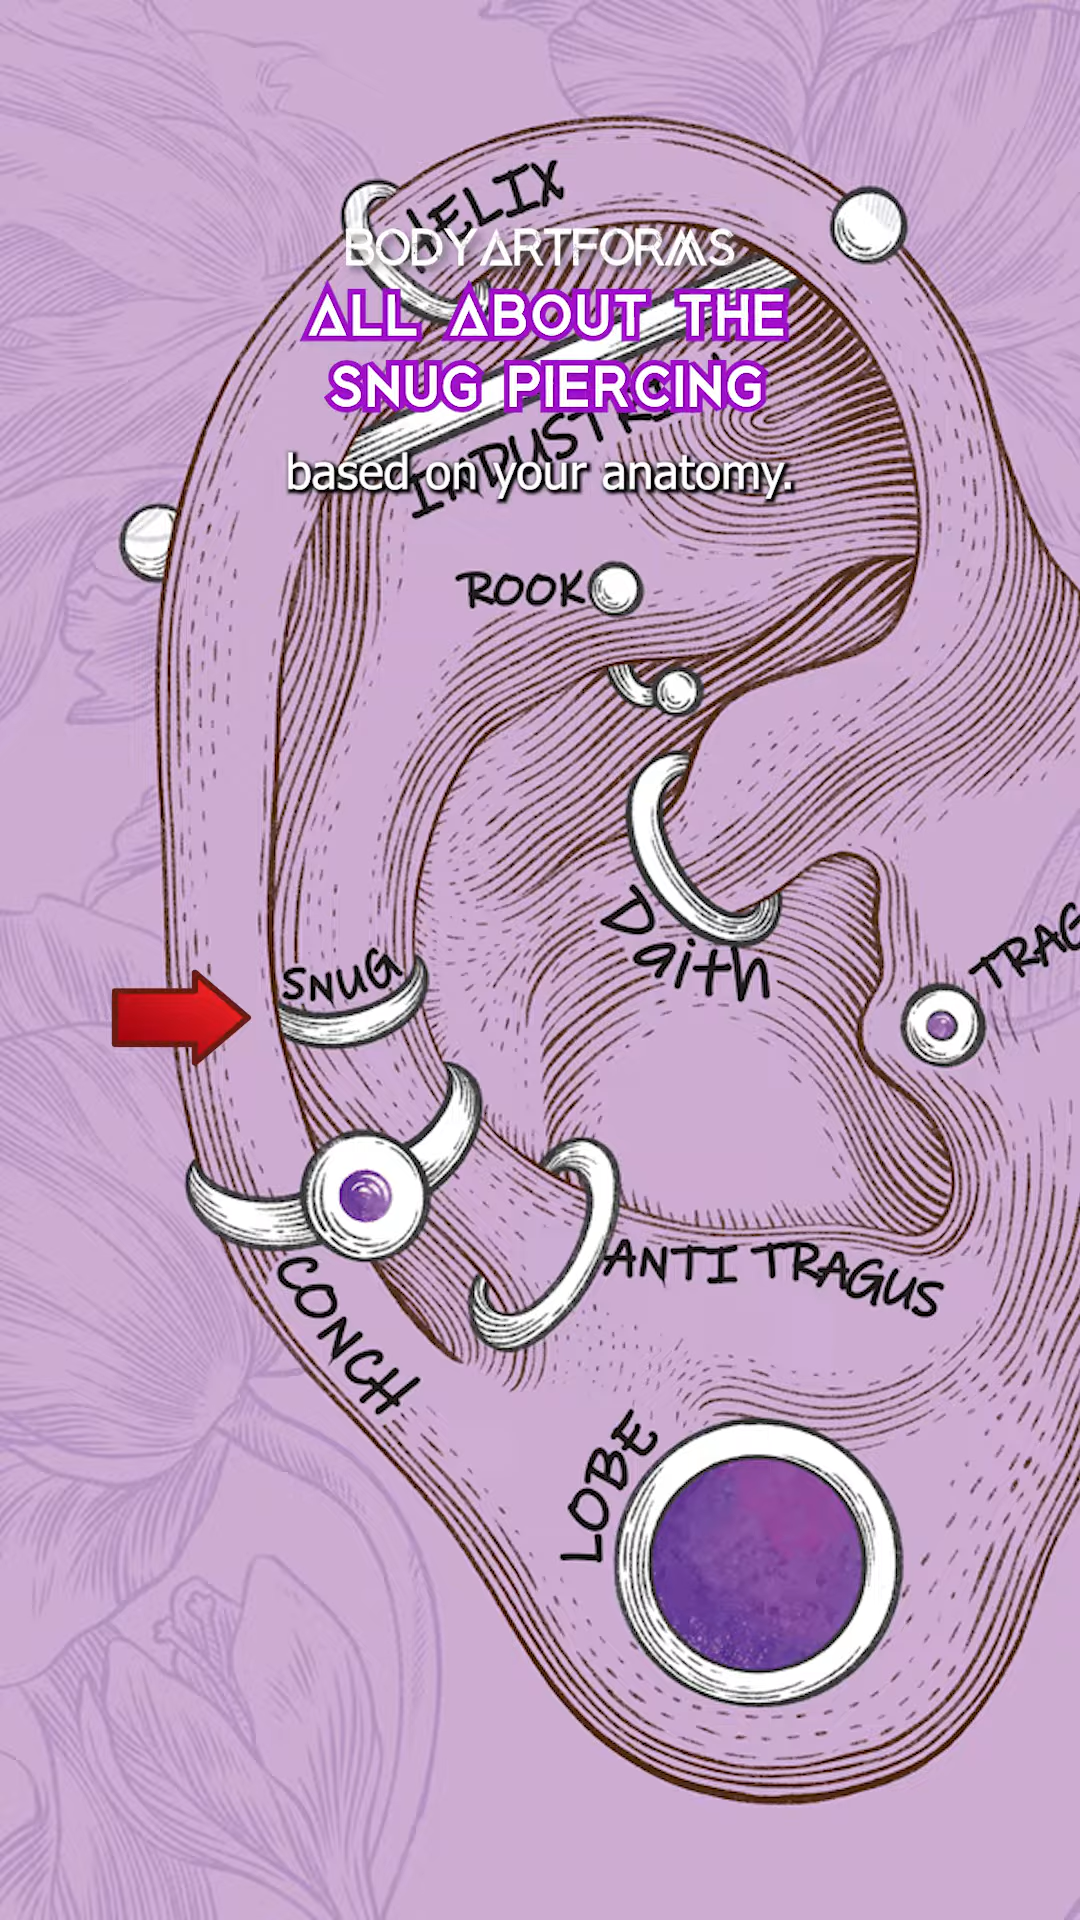 HELIX
BODYARTFORMS
ALL ABOUT THE
SNUG PIERCING
INDUSTRIAL
based on your anatomy.
ROOK
Daith
TRAG
SNUG
ANTI TRAGUS
CONCH
LOBE